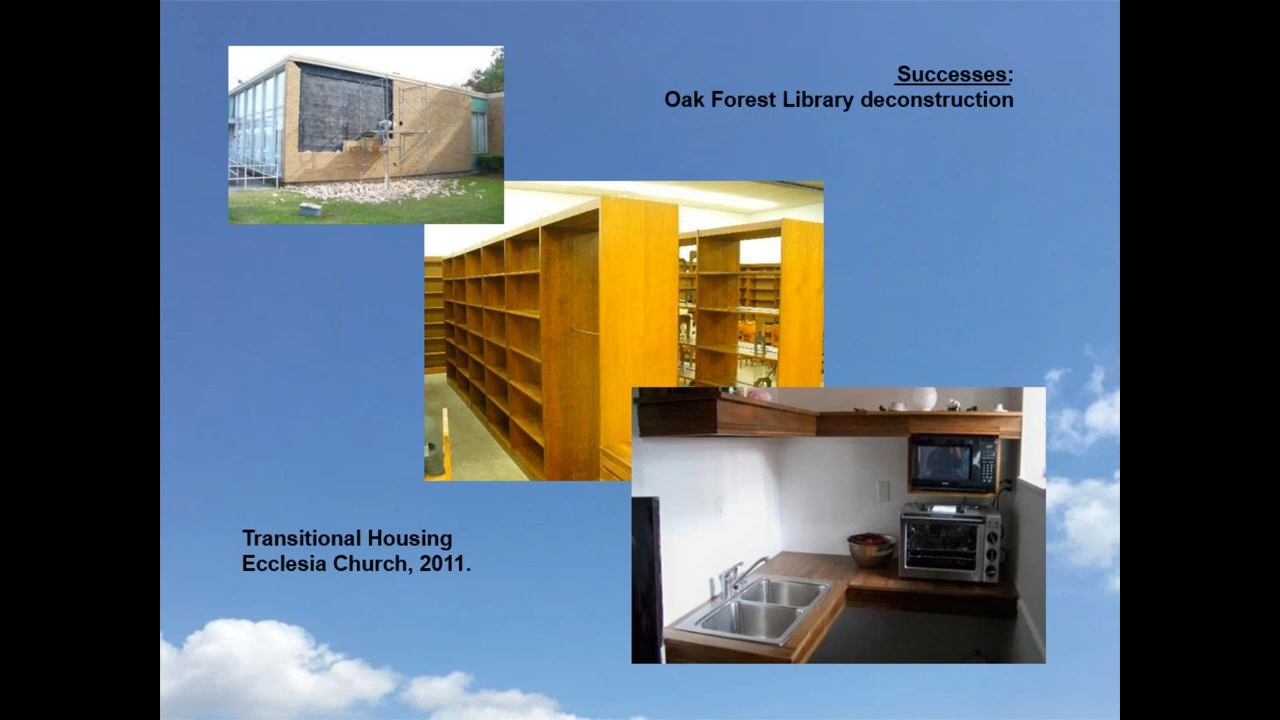 Successes:
Oak Forest Library deconstruction
Transitional Housing
Ecclesia Church, 2011.